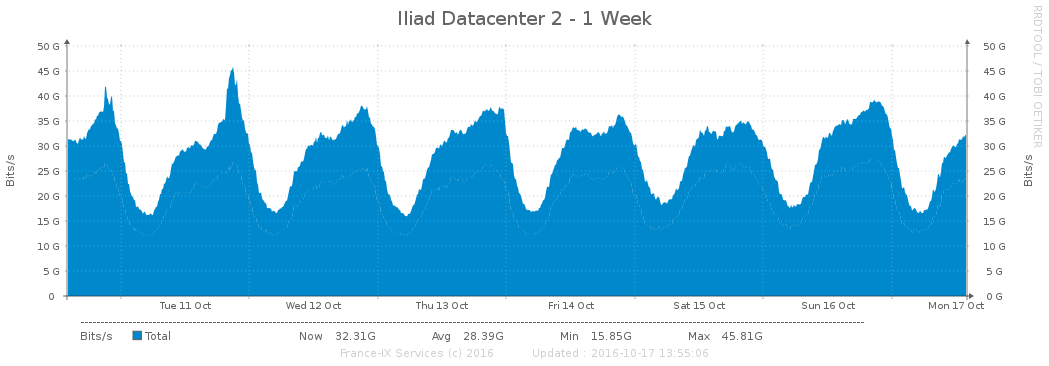 Iliad Datacenter 2 - 1 Week
RRDTOOL / TOBI OETIKER
Bits/s
50 G 50 G
45 G 45 G
40 G 40 G
35 G 35 G
30 G 30 G
25 G 25 G
20 G 20 G
15 G 15 G
10 G 10 G
5 G 5 G
0 0 G
Bits/s
Tue 11 Oct Wed 12 Oct Thu 13 Oct Fri 14 Oct Sat 15 Oct Sun 16 Oct Mon 17 Oct
Bits/s Total Now 32.31G Avg 28.39G Min 15.85G Max 45.81G
France-IX Services (c) 2016 Updated : 2016-10-17 13:55:06